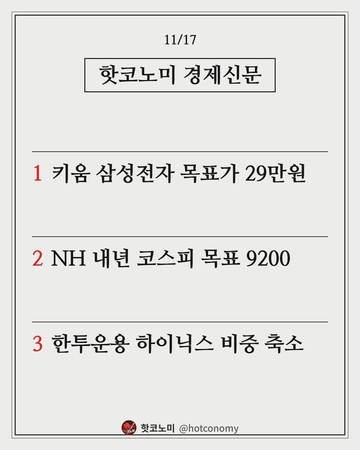 11/17
핫코노미 경제신문
1 키움 삼성전자 목표가 29만원
2 NH 내년 코스피 목표 9200
3 한투운용 하이닉스 비중 축소
핫코노미 @hotconomy